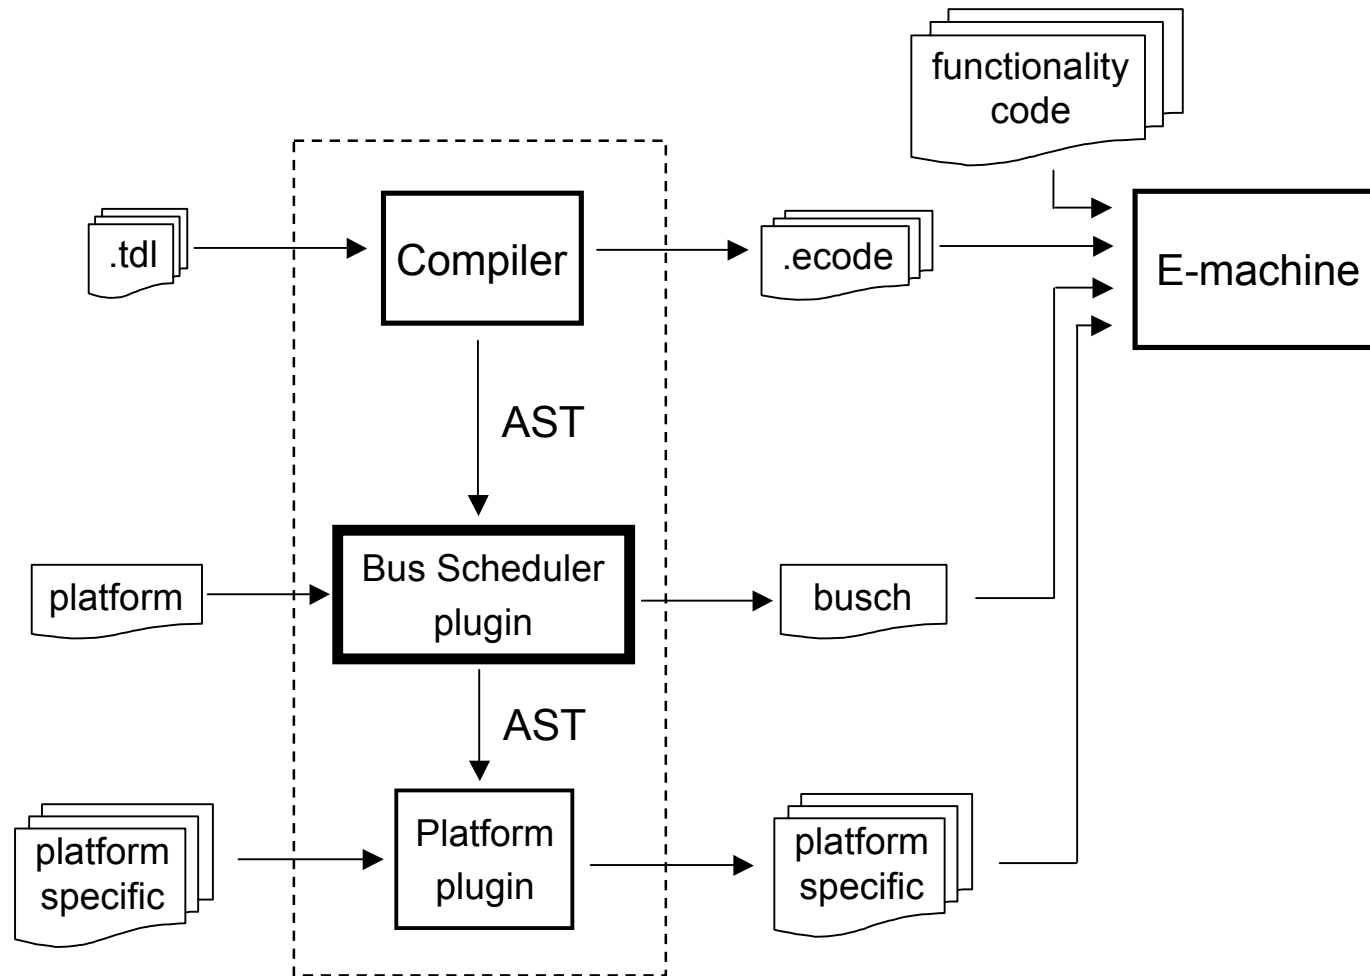 functionality
code
.tdl
Compiler
.ecode
E-machine
AST
platform
Bus Scheduler
plugin
busch
AST
platform
specific
Platform
plugin
platform
specific